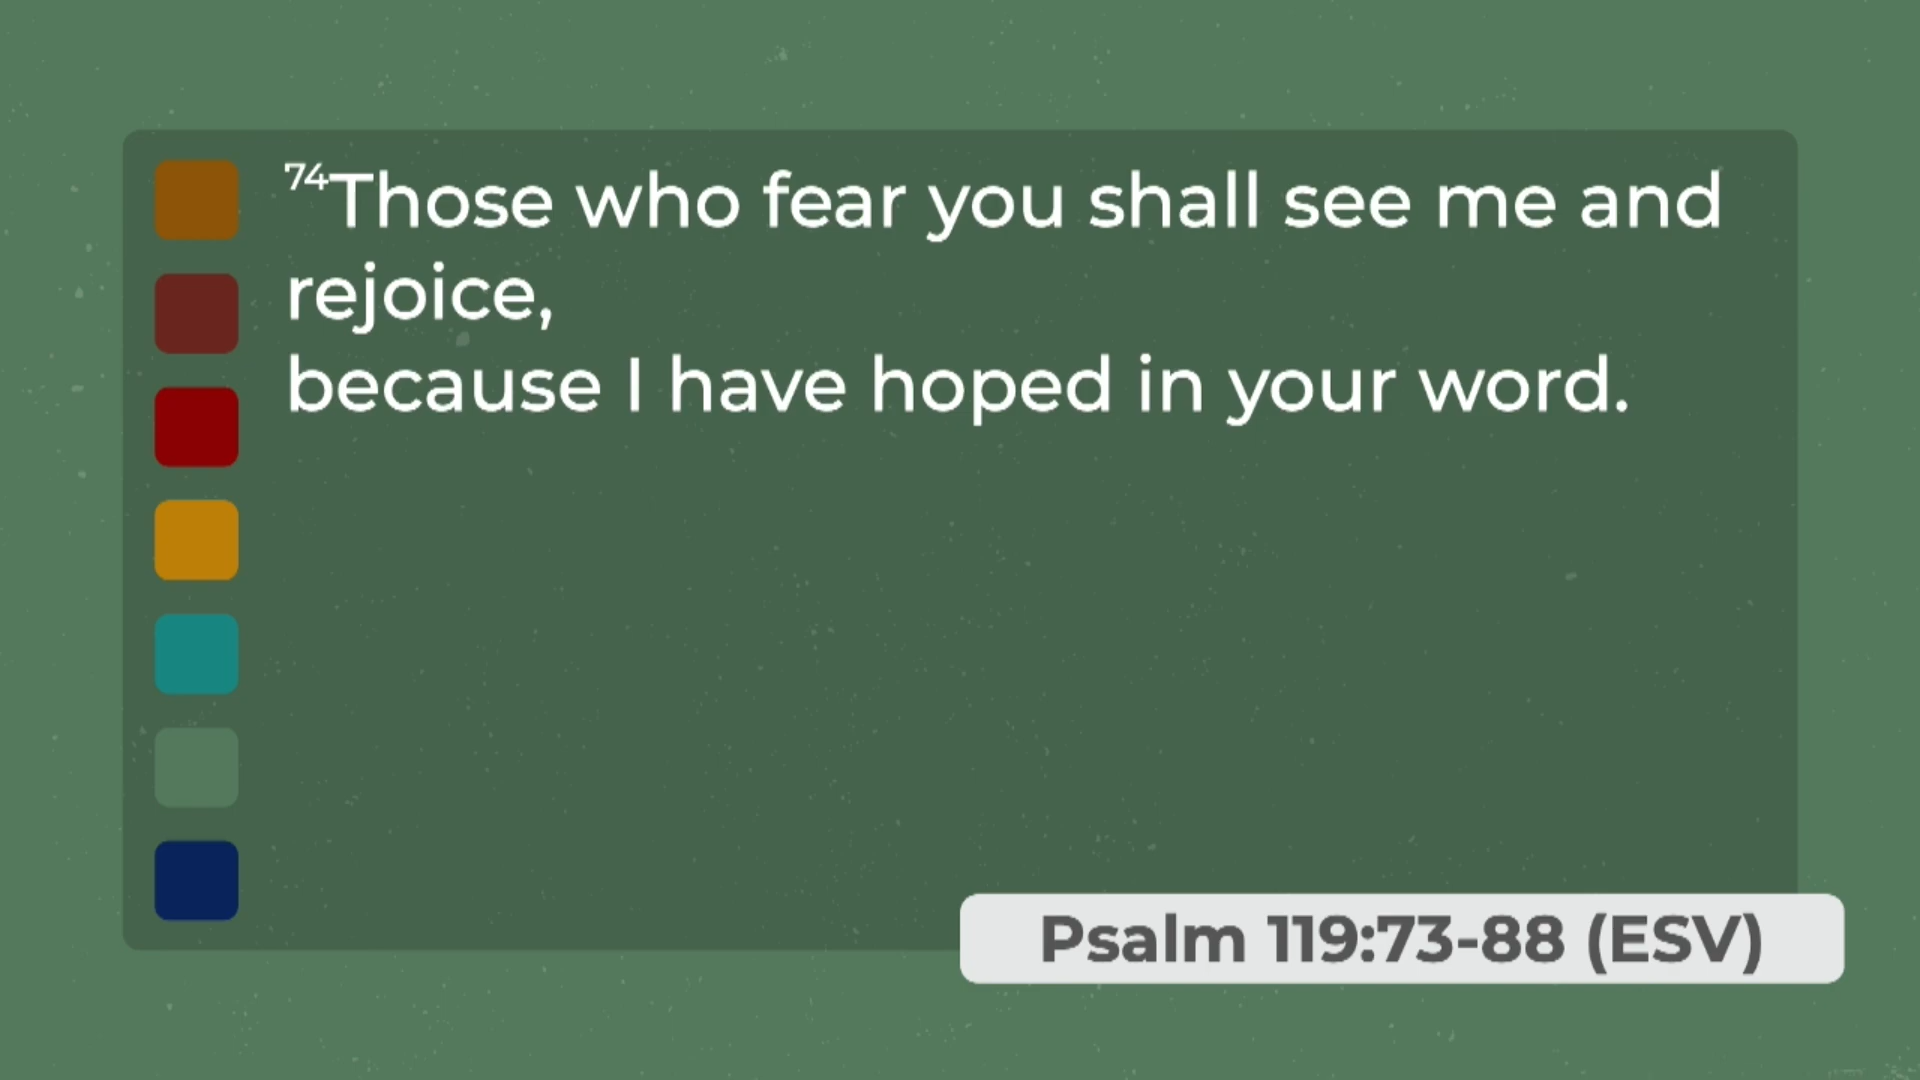 74Those who fear you shall see me and
rejoice,
because I have hoped in your word.
Psalm 119:73-88 (ESV)